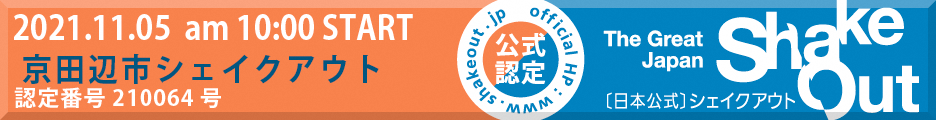 2021.11.05 am 10:00 START
京田辺市シェイクアウト
認定番号 210064 号
official HP : www.shakeout.jp
公式
認定
The Great
Japan
ShakeOut
〔日本公式〕シェイクアウト